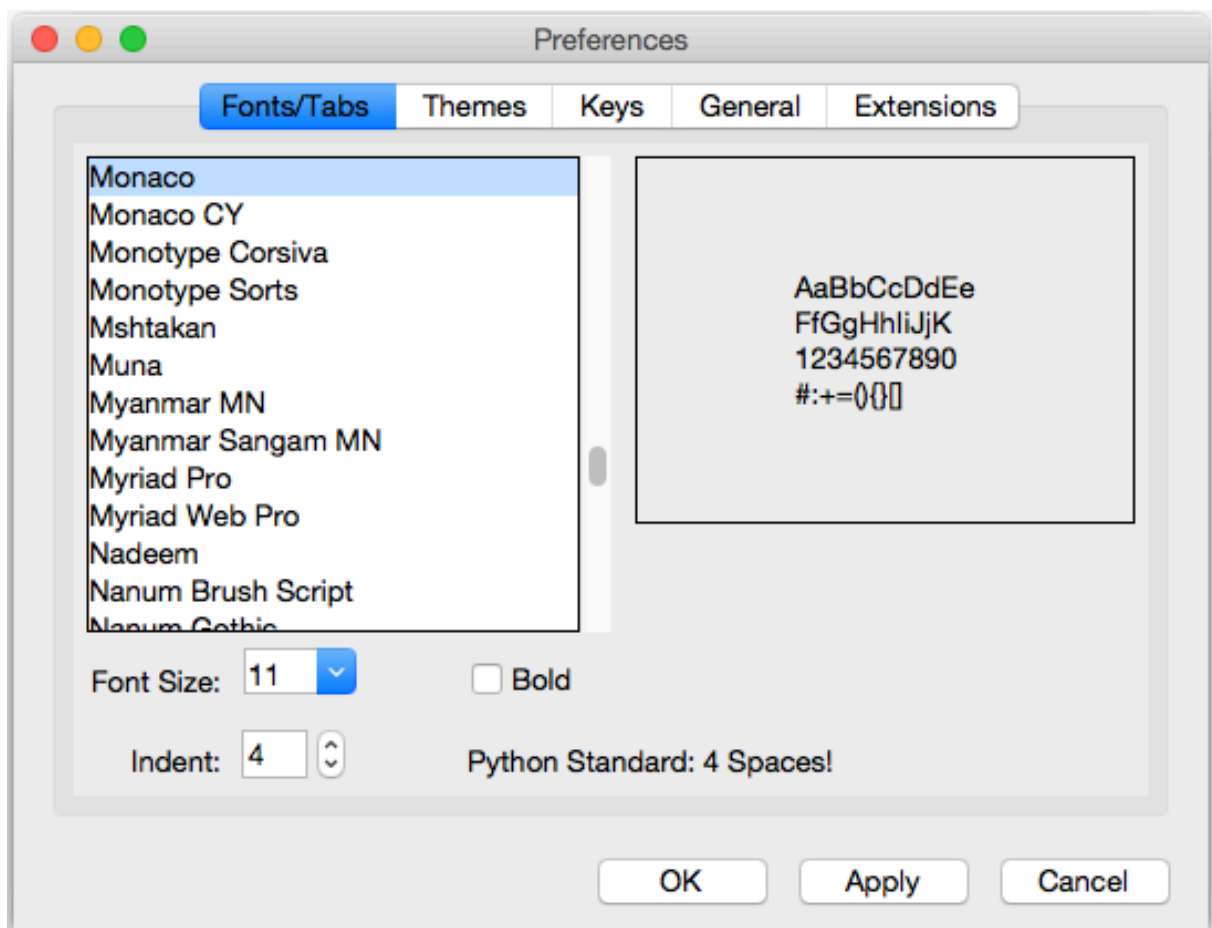 Preferences
Fonts/Tabs Themes Keys General Extensions
Monaco
Monaco CY
Monotype Corsiva
Monotype Sorts
Mshtakan
Muna
Myanmar MN
Myanmar Sangam MN
Myriad Pro
Myriad Web Pro
Nadeem
Nanum Brush Script
Nanum Gothic
AaBbCcDdEe
FfGgHhIiJjK
1234567890
#:+=(){}[]
Font Size: 11
Bold
Indent: 4
Python Standard: 4 Spaces!
OK Apply Cancel